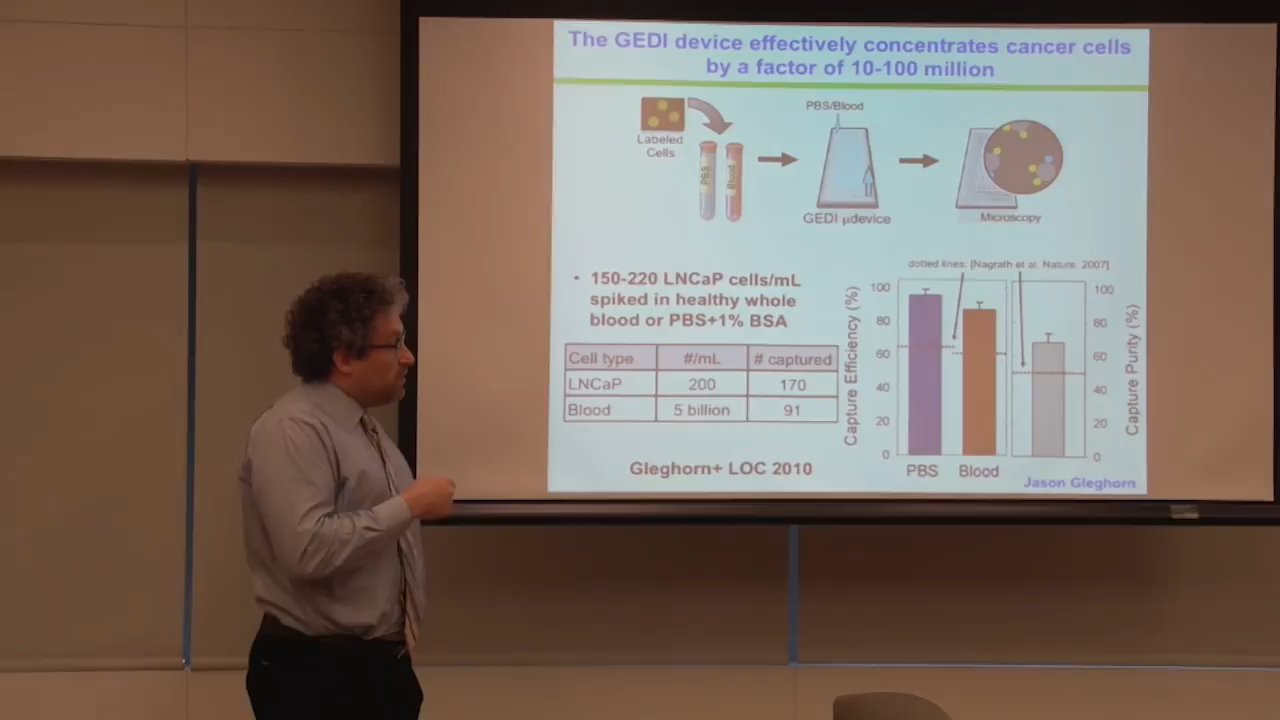 The GEDI device effectively concentrates cancer cells
by a factor of 10-100 million
PBS/Blood
Labeled
Cells
PBS
Blood
GEDI µdevice
Microscopy
• 150-220 LNCaP cells/mL
spiked in healthy whole
blood or PBS+1% BSA
Cell type #/mL # captured
LNCaP 200 170
Blood 5 billion 91
Gleghorn+ LOC 2010
dotted lines: [Nagrath et al, Nature, 2007]
Capture Efficiency (%)
100
80
60
40
20
0
PBS Blood
100
80
60
40
20
0
Capture Purity (%)
Jason Gleghorn